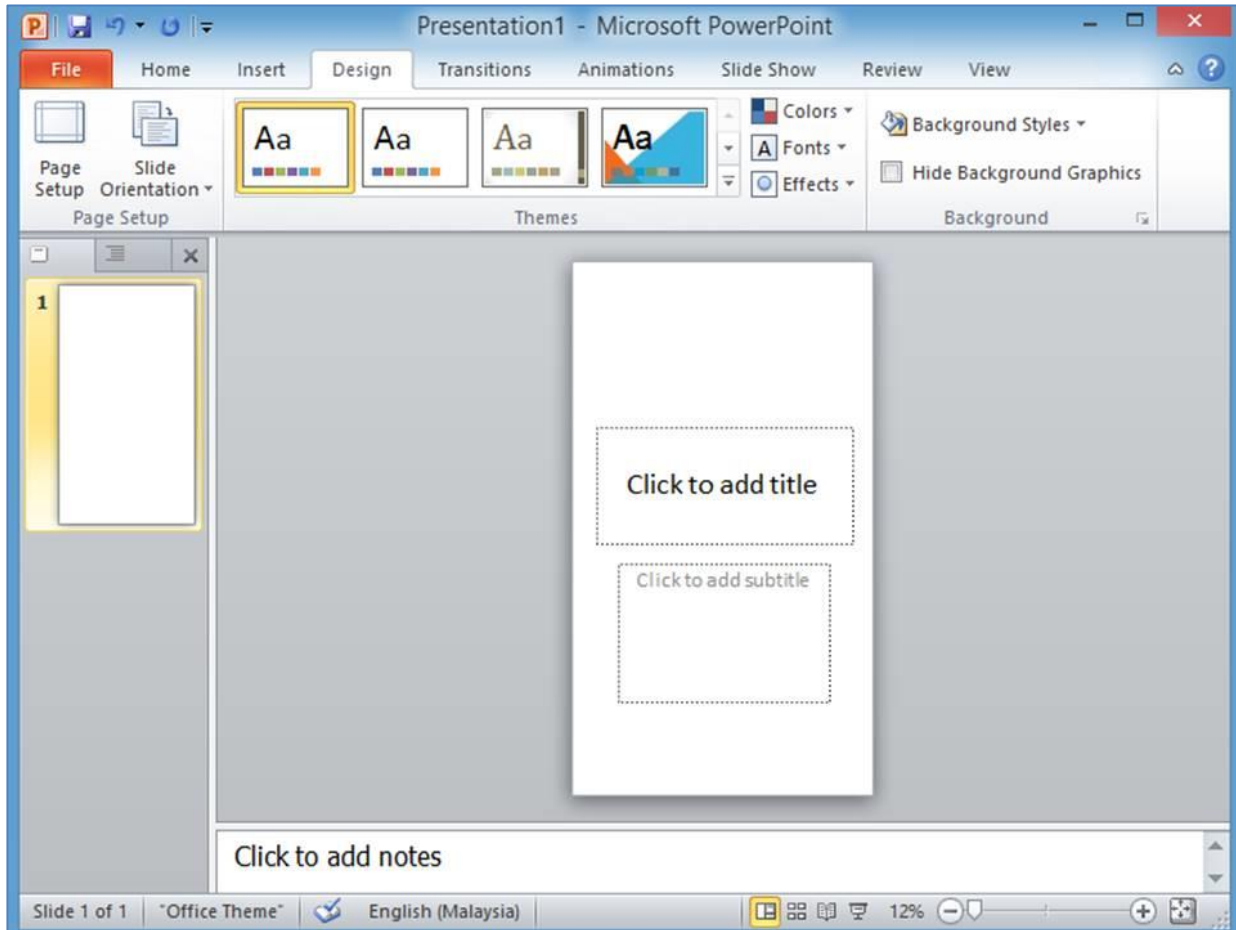 P
Presentation1 - Microsoft PowerPoint
File Home Insert Design Transitions Animations Slide Show Review View ?
Page Setup
Slide Orientation
Aa Aa Aa Aa
Colors
A Fonts
Effects
Background Styles
Hide Background Graphics
Page Setup Themes Background
1
Click to add title
Click to add subtitle
Click to add notes
Slide 1 of 1 "Office Theme" English (Malaysia) 12%